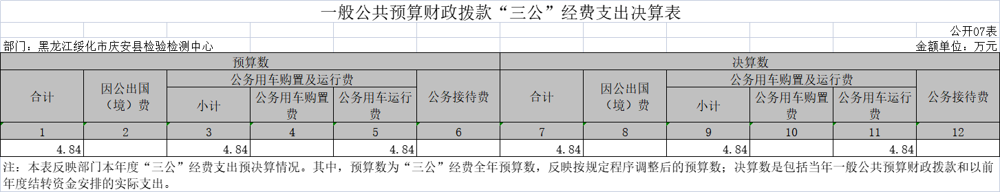 一般公共预算财政拨款“三公”经费支出决算表
公开07表
部门：黑龙江绥化市庆安县检验检测中心 金额单位：万元
预算数 决算数
合计 因公出国（境）费 公务用车购置及运行费 公务接待费 合计 因公出国（境）费 公务用车购置及运行费 公务接待费
小计 公务用车购置费 公务用车运行费 小计 公务用车购置费 公务用车运行费
1 2 3 4 5 6 7 8 9 10 11 12
4.84 4.84 4.84 4.84 4.84 4.84
注：本表反映部门本年度“三公”经费支出预决算情况。其中，预算数为“三公”经费全年预算数，反映按规定程序调整后的预算数；决算数是包括当年一般公共预算财政拨款和以前
年度结转资金安排的实际支出。